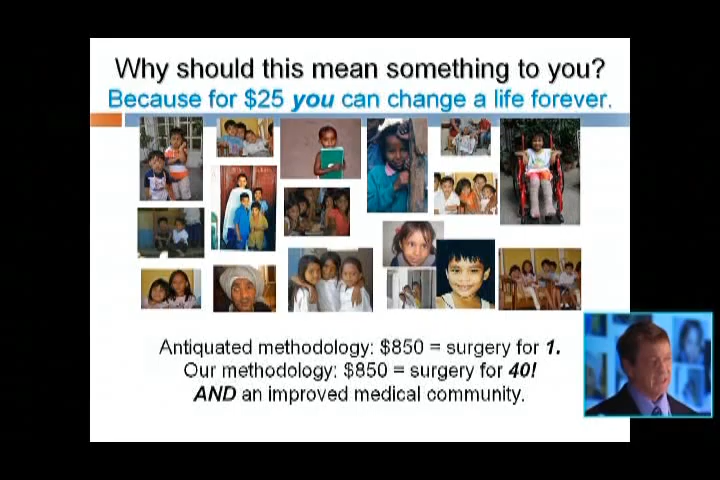 Why should this mean something to you?
Because for $25 you can change a life forever.
Antiquated methodology: $850 = surgery for 1.
Our methodology: $850 = surgery for 40!
AND an improved medical community.